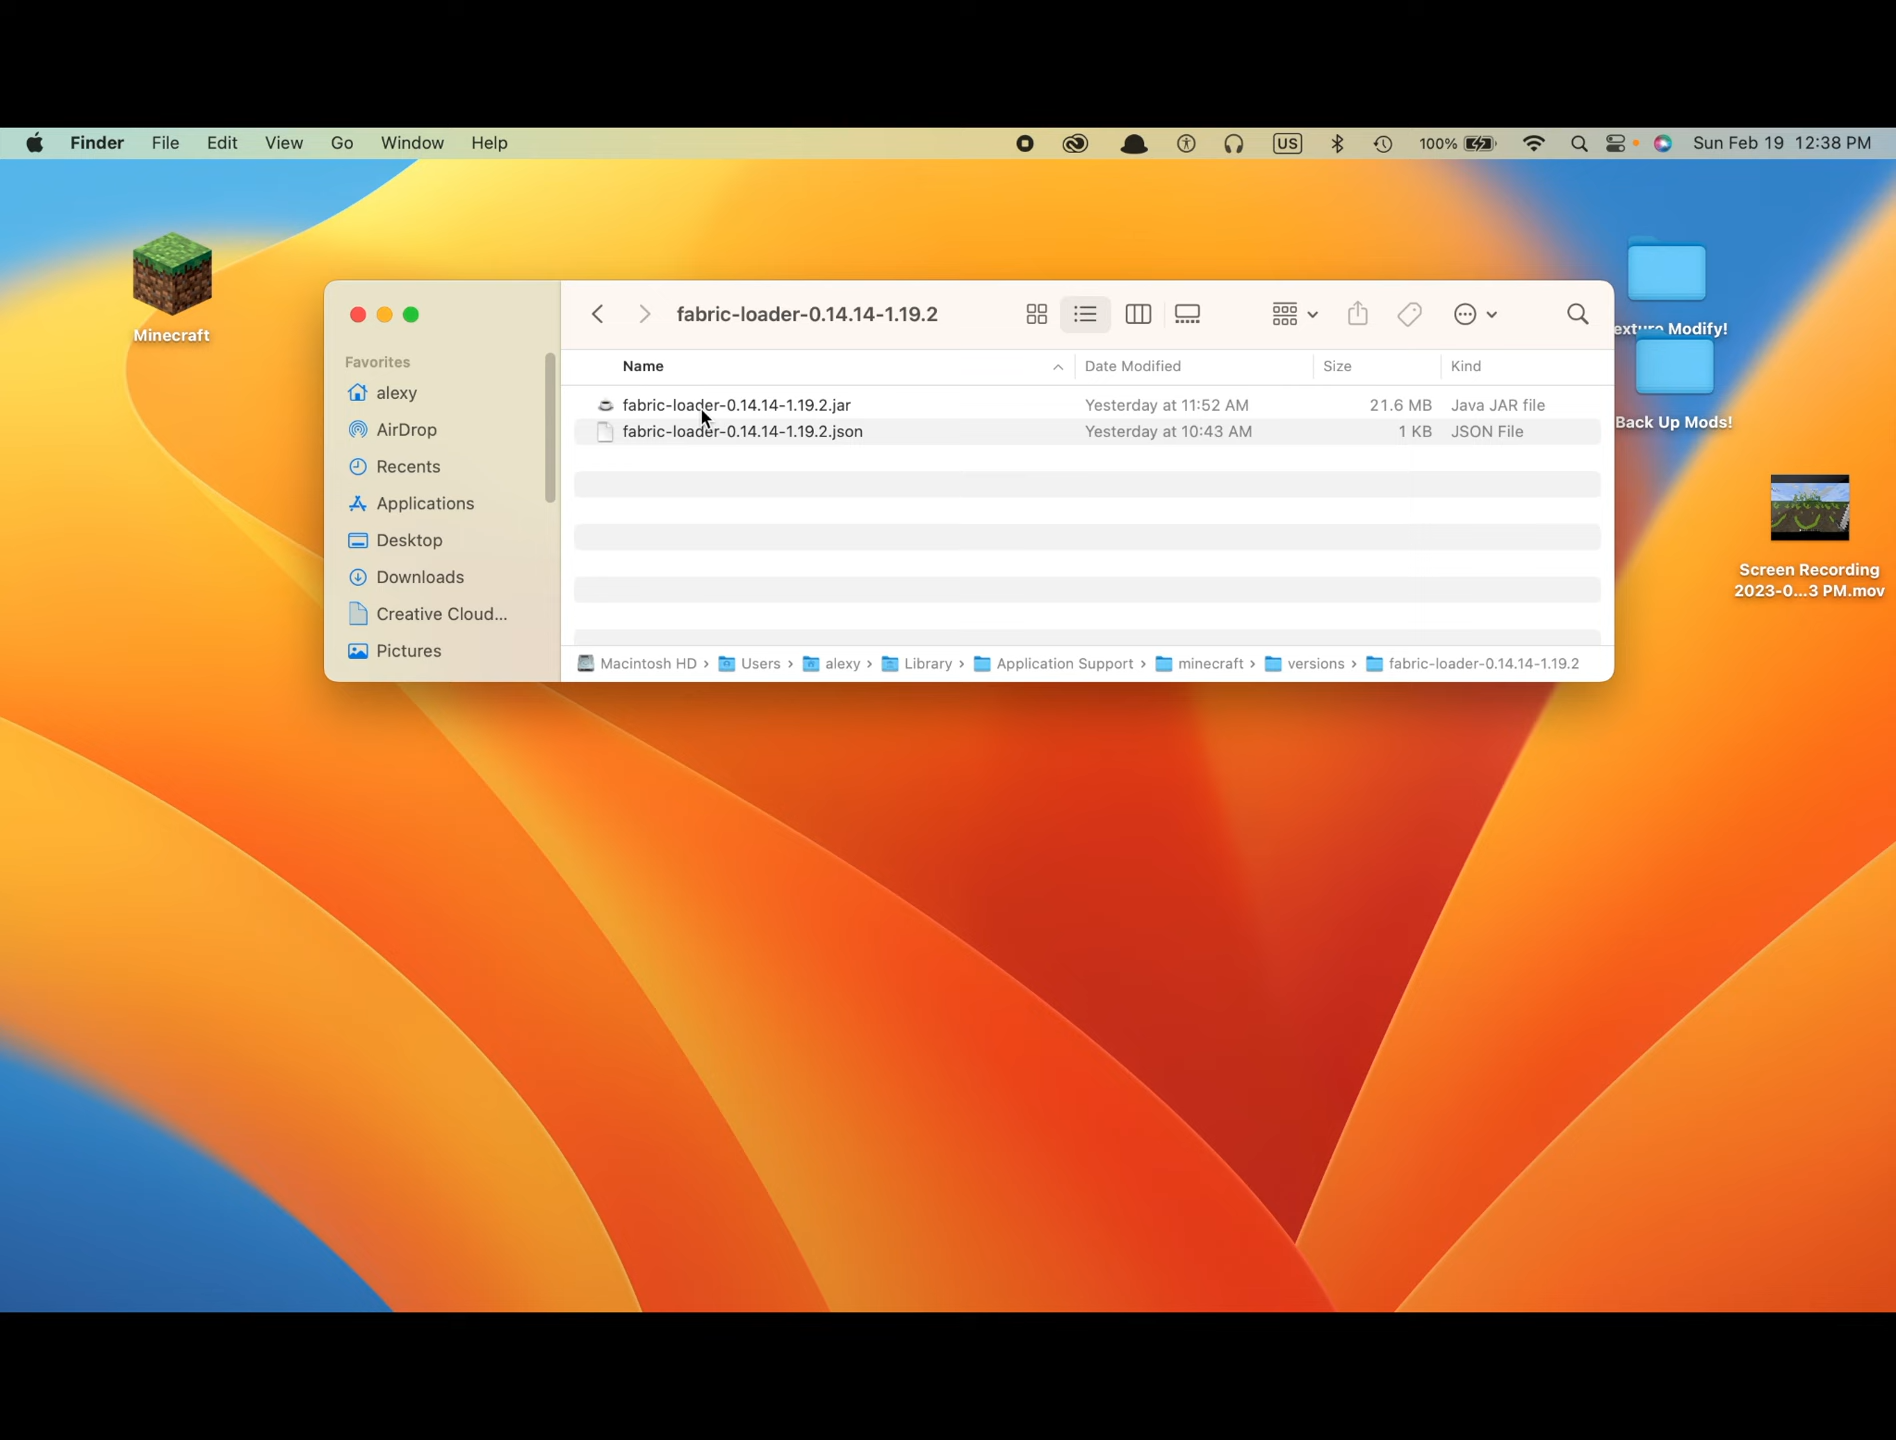 Finder File Edit View Go Window Help US 100% Sun Feb 19 12:38 PM
Minecraft
fabric-loader-0.14.14-1.19.2
Favorites
alexy
AirDrop
Recents
Applications
Desktop
Downloads
Creative Cloud...
Pictures
Name Date Modified Size Kind
fabric-loader-0.14.14-1.19.2.jar Yesterday at 11:52 AM 21.6 MB Java JAR file
fabric-loader-0.14.14-1.19.2.json Yesterday at 10:43 AM 1 KB JSON File
Macintosh HD › Users › alexy › Library › Application Support › minecraft › versions › fabric-loader-0.14.14-1.19.2
exture Modify!
Back Up Mods!
Screen Recording
2023-0...3 PM.mov